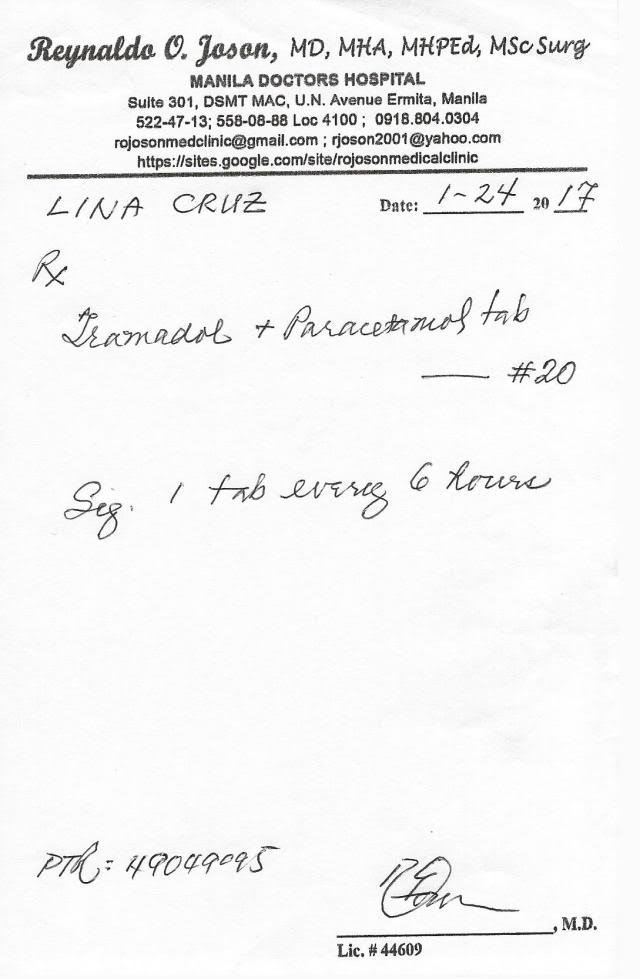 Reynaldo O. Joson, MD, MHA, MHPEd, MSc Surg
MANILA DOCTORS HOSPITAL
Suite 301, DSMT MAC, U.N. Avenue Ermita, Manila
522-47-13; 558-08-88 Loc 4100 ; 0918.804.0304
rojosonmedclinic@gmail.com ; rjoson2001@yahoo.com
https://sites.google.com/site/rojosonmedicalclinic
LINA CRUZ Date: 1-24 2017
Rx
Tramadol + Paracetamol tab
— #20
Sig. 1 tab every 6 hours
PTR: 49049095
, M.D.
Lic. # 44609